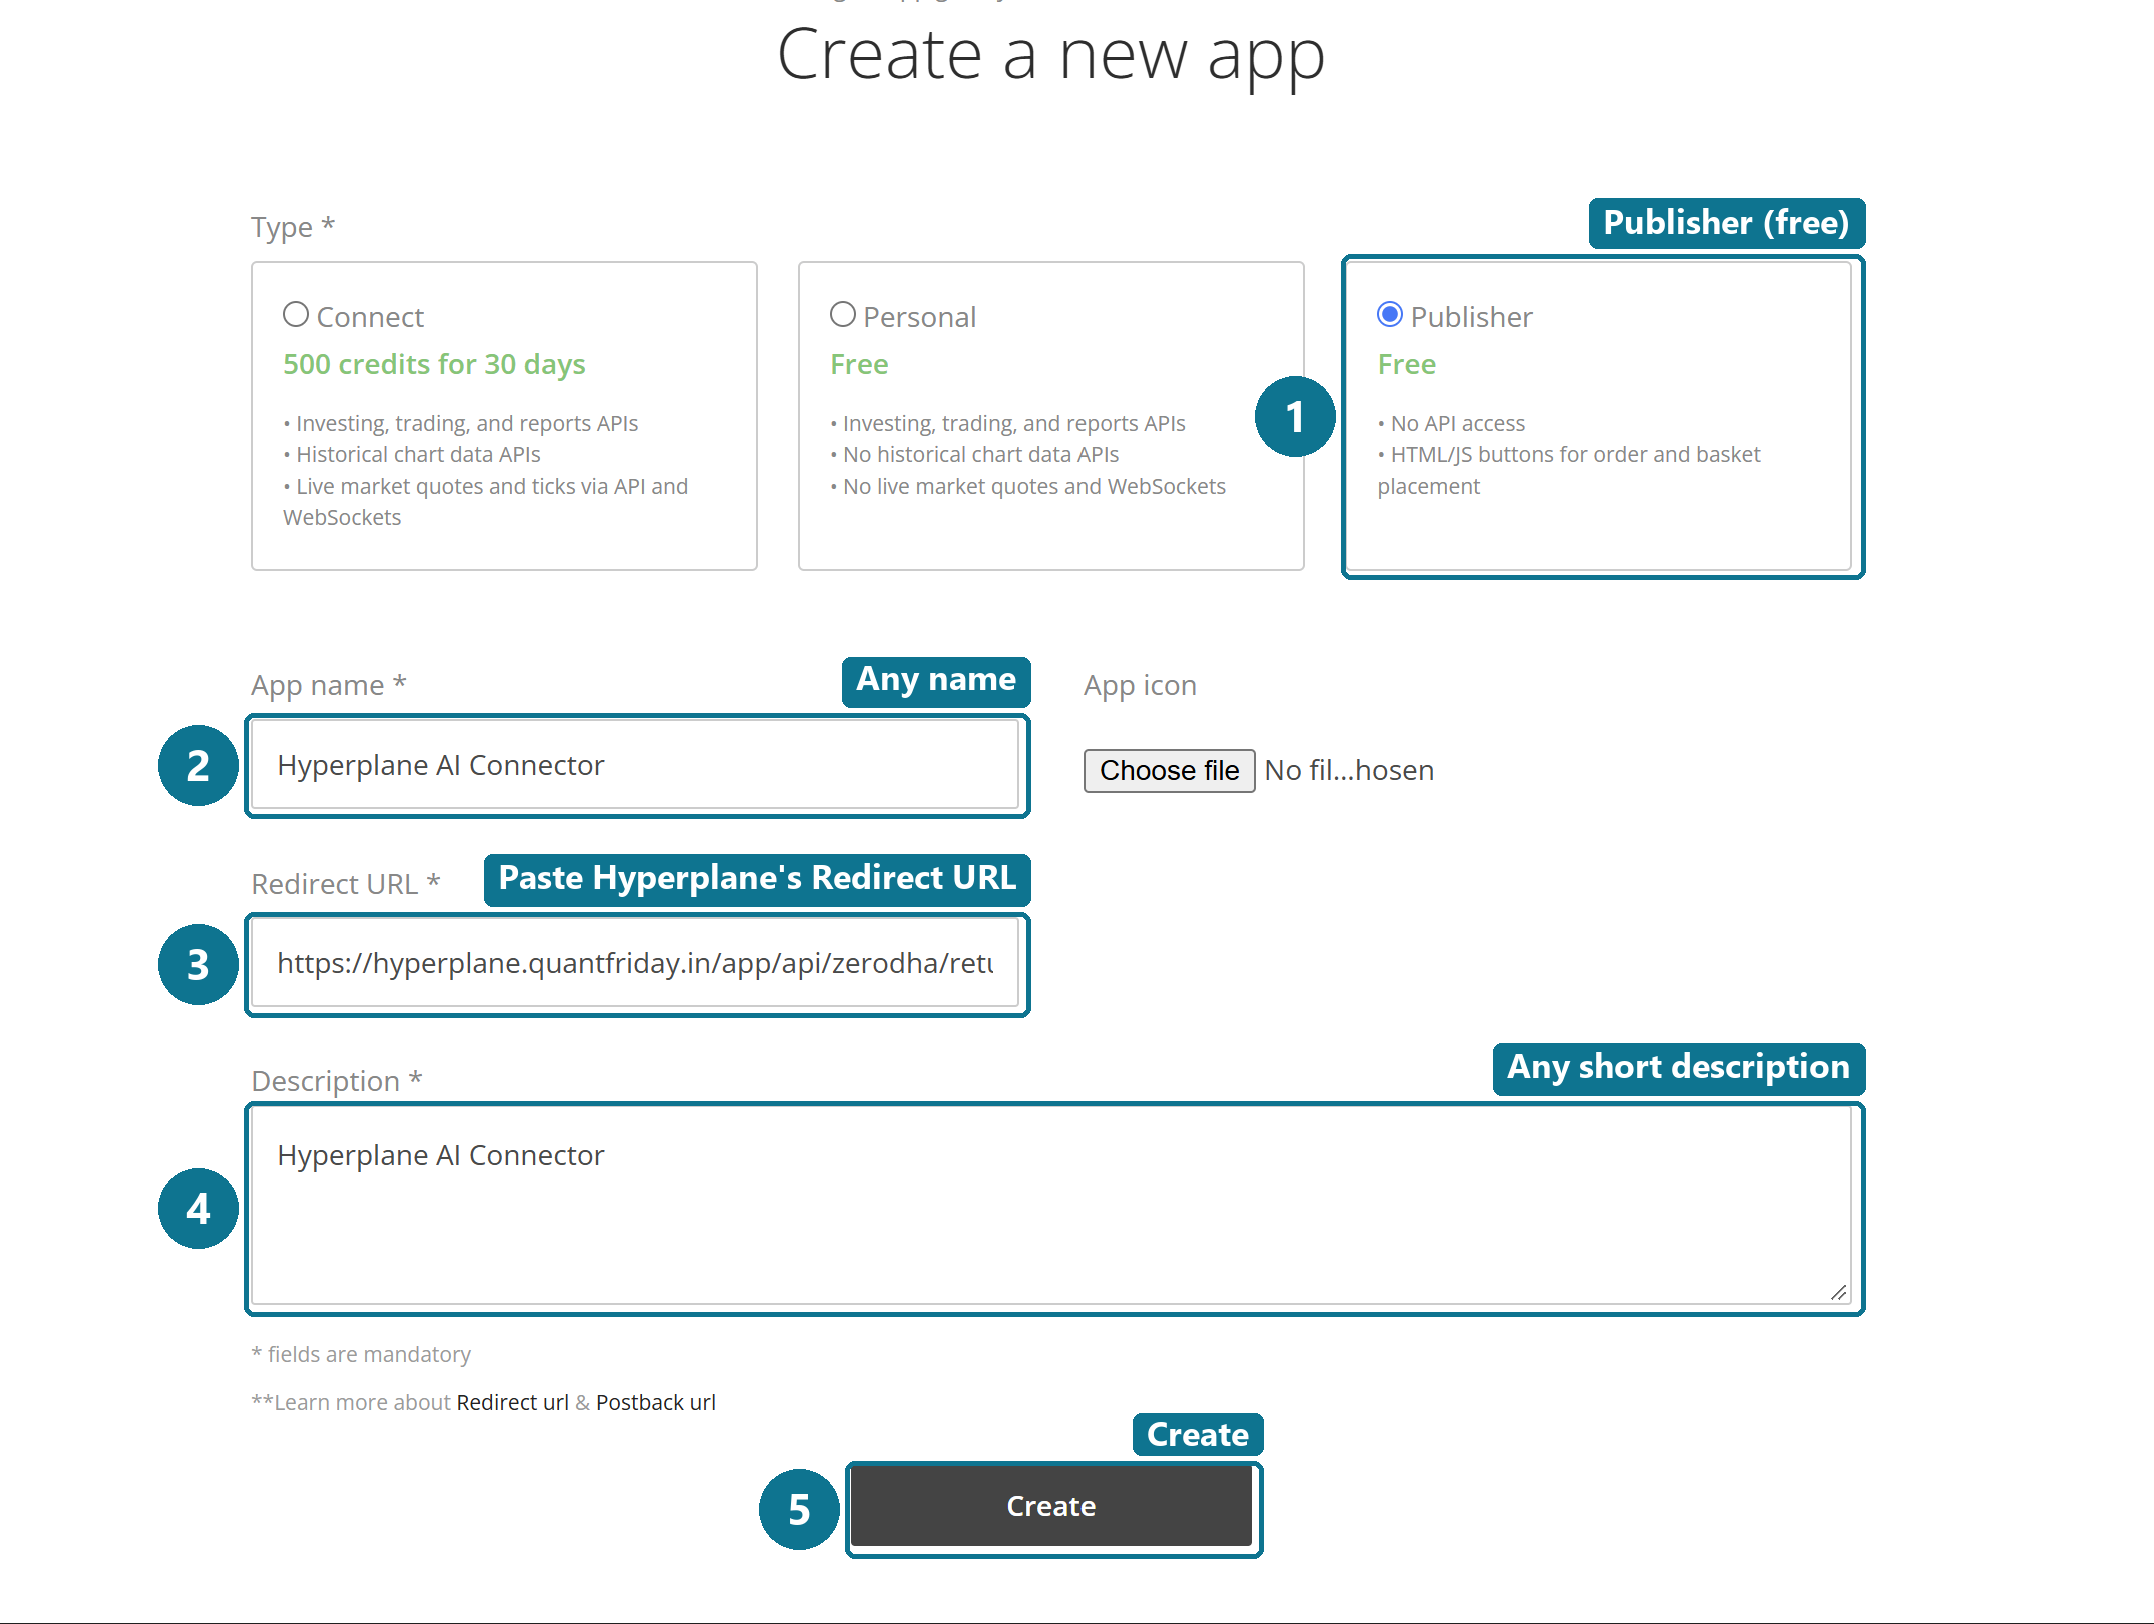 Create a new app
Type *
Publisher (free)
Connect
500 credits for 30 days
• Investing, trading, and reports APIs
• Historical chart data APIs
• Live market quotes and ticks via API and
WebSockets
Personal
Free
• Investing, trading, and reports APIs
• No historical chart data APIs
• No live market quotes and WebSockets
1
Publisher
Free
• No API access
• HTML/JS buttons for order and basket
placement
App name *
Any name
App icon
2
Hyperplane AI Connector
Choose file No fil...hosen
Redirect URL *
Paste Hyperplane's Redirect URL
3
https://hyperplane.quantfriday.in/app/api/zerodha/retu
Description *
Any short description
4
Hyperplane AI Connector
* fields are mandatory
**Learn more about Redirect url & Postback url
Create
5
Create